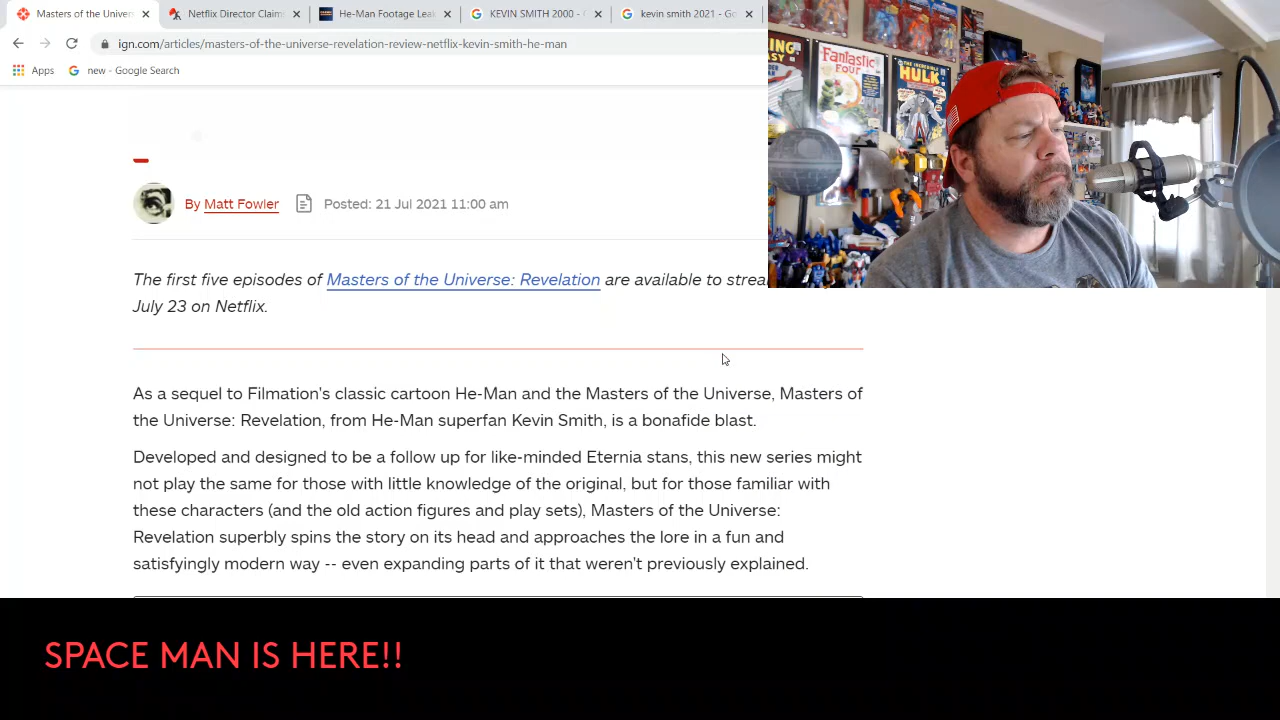 Masters of the Univer
Netflix Director Claims
He-Man Footage Leak
KEVIN SMITH 2000 - 
kevin smith 2021 - Go
ign.com/articles/masters-of-the-universe-revelation-review-netflix-kevin-smith-he-man
Apps
new - Google Search
By Matt Fowler
Posted: 21 Jul 2021 11:00 am
The first five episodes of Masters of the Universe: Revelation are available to strea
July 23 on Netflix.
As a sequel to Filmation's classic cartoon He-Man and the Masters of the Universe, Masters of
the Universe: Revelation, from He-Man superfan Kevin Smith, is a bonafide blast.
Developed and designed to be a follow up for like-minded Eternia stans, this new series might
not play the same for those with little knowledge of the original, but for those familiar with
these characters (and the old action figures and play sets), Masters of the Universe:
Revelation superbly spins the story on its head and approaches the lore in a fun and
satisfyingly modern way -- even expanding parts of it that weren't previously explained.
FANTASTIC
FOUR
THE INCREDIBLE
HULK
SPACE MAN IS HERE!!